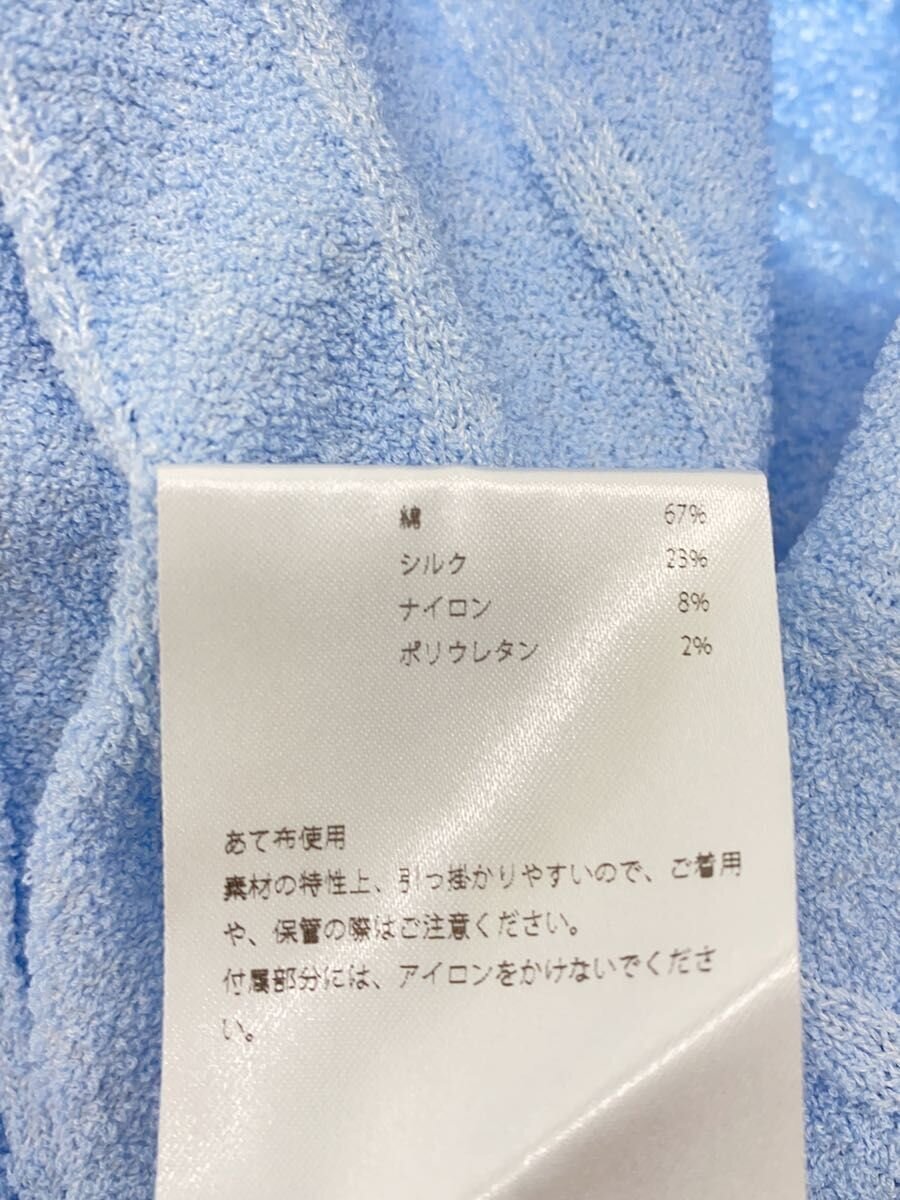 綿 67%
シルク 23%
ナイロン 8%
ポリウレタン 2%
あて布使用
素材の特性上、引っ掛かりやすいので、ご着用
や、保管の際はご注意ください。
付属部分には、アイロンをかけないでくださ
い。